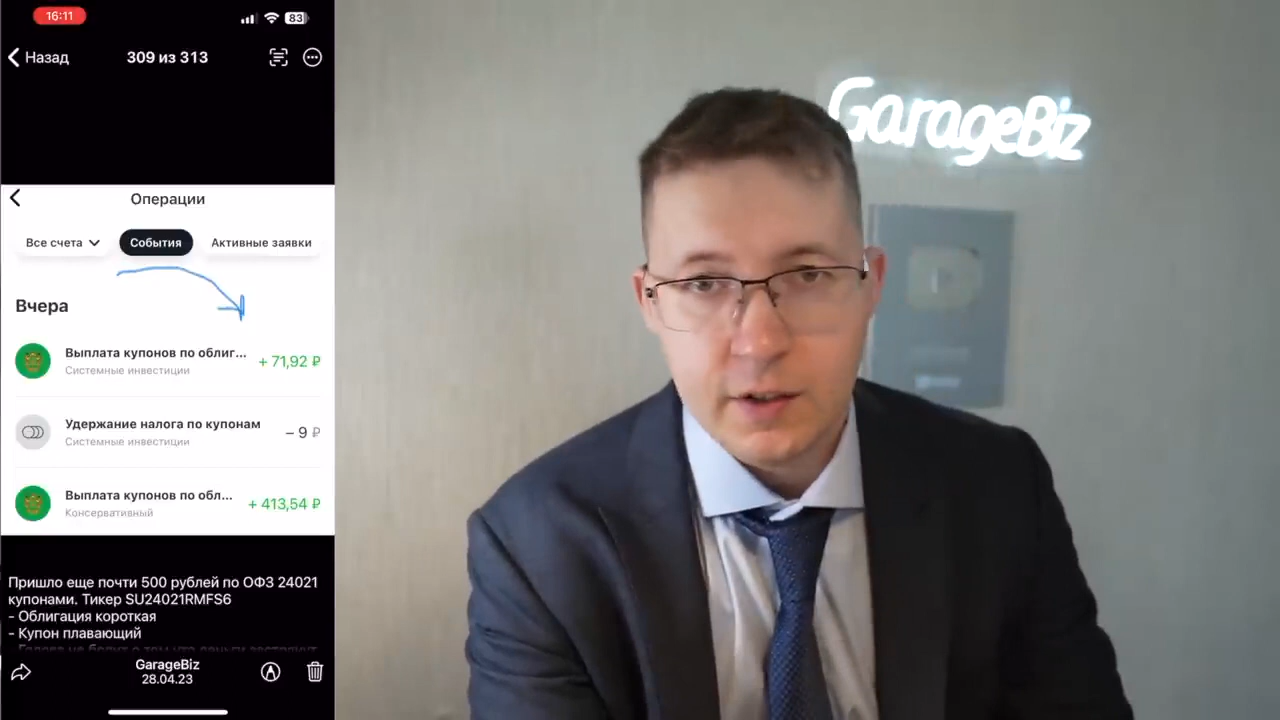 16:11
83
Назад
309 из 313
Операции
Все счета
События
Активные заявки
Вчера
Выплата купонов по облиг...
+ 71,92 ₽
Системные инвестиции
Удержание налога по купонам
– 9 ₽
Системные инвестиции
Выплата купонов по обл...
+ 413,54 ₽
Консервативный
Пришло еще почти 500 рублей по ОФЗ 24021
купонами. Тикер SU24021RMFS6
- Облигация короткая
- Купон плавающий
GarageBiz
28.04.23
GarageBiz